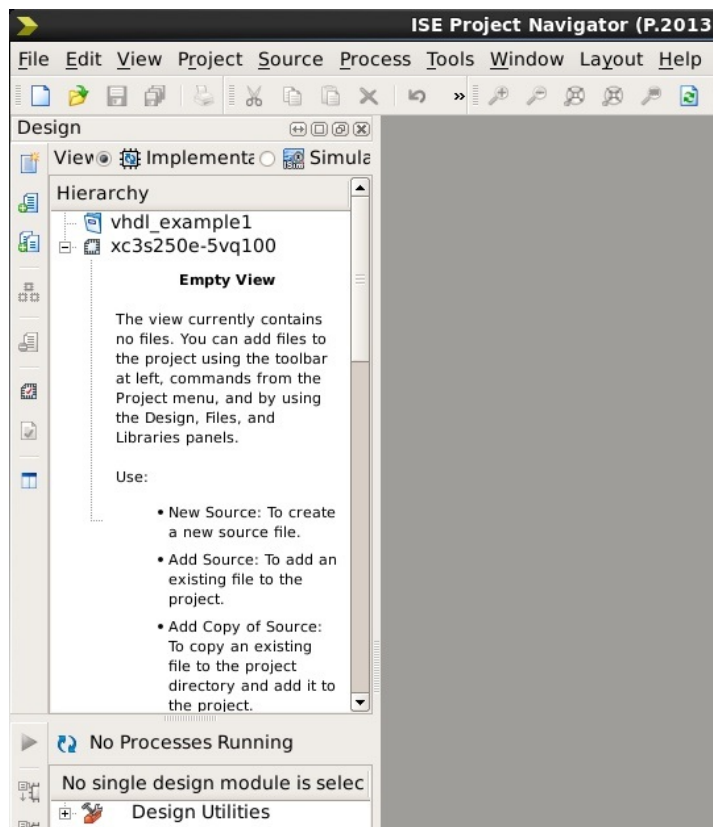 ISE Project Navigator (P.2013
File Edit View Project Source Process Tools Window Layout Help
»
Design
View Implementa Simula
Hierarchy
vhdl_example1
xc3s250e-5vq100
Empty View
The view currently contains
no files. You can add files to
the project using the toolbar
at left, commands from the
Project menu, and by using
the Design, Files, and
Libraries panels.
Use:
• New Source: To create
a new source file.
• Add Source: To add an
existing file to the
project.
• Add Copy of Source:
To copy an existing
file to the project
directory and add it to
the project.
No Processes Running
No single design module is selec
Design Utilities